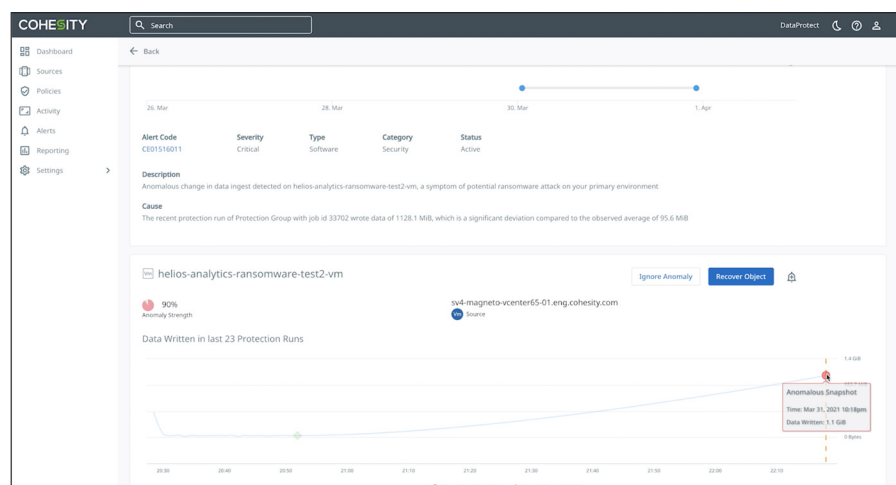 COHESITY
Search
DataProtect
Dashboard
Sources
Policies
Activity
Alerts
Reporting
Settings
Back
26. Mar
28. Mar
30. Mar
1. Apr
Alert Code
Severity
Type
Category
Status
CE01516011
Critical
Software
Security
Active
Description
Anomalous change in data ingest detected on helios-analytics-ransomware-test2-vm, a symptom of potential ransomware attack on your primary environment
Cause
The recent protection run of Protection Group with job id 33702 wrote data of 1128.1 MiB, which is a significant deviation compared to the observed average of 95.6 MiB
Vm
helios-analytics-ransomware-test2-vm
Ignore Anomaly
Recover Object
90%
Anomaly Strength
sv4-magneto-vcenter65-01.eng.cohesity.com
Vm
Source
Data Written in last 23 Protection Runs
1.4 GiB
Anomalous Snapshot
Time: Mar 31, 2021 10:18pm
Data Written: 1.1 GiB
0 Bytes
20:30
20:40
20:50
21:00
21:10
21:20
21:30
21:40
21:50
22:00
22:10